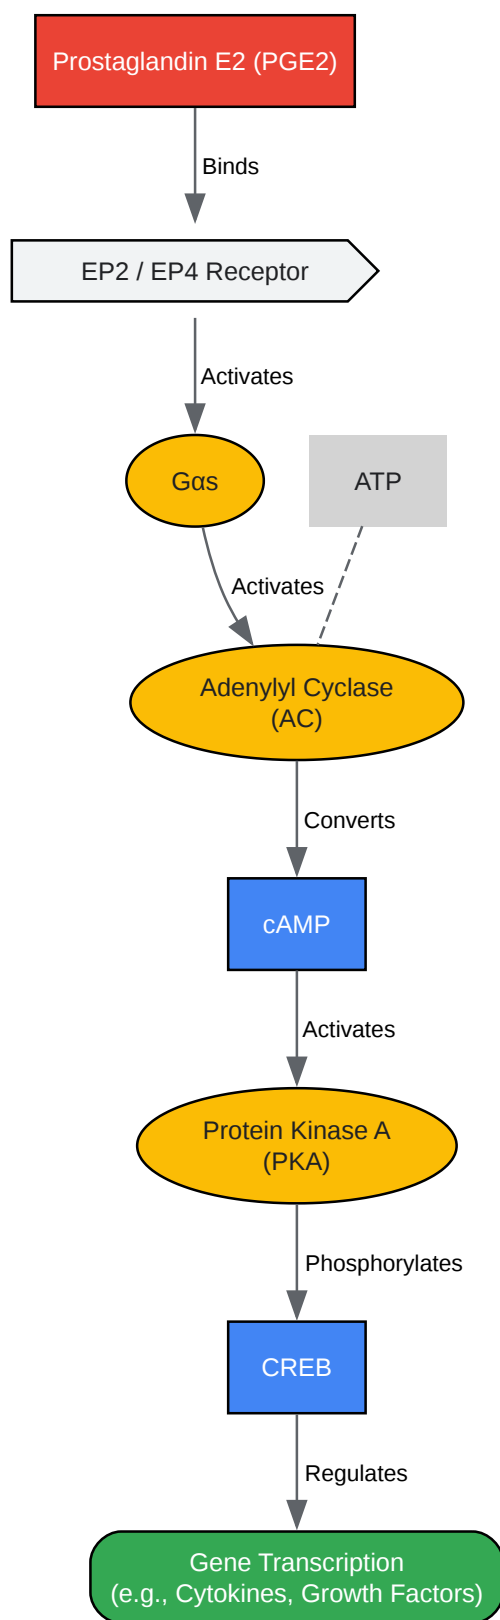 Prostaglandin E2 (PGE2)
Binds
EP2 / EP4 Receptor
Activates
Gαs
ATP
Activates
Adenylyl Cyclase
(AC)
Converts
cAMP
Activates
Protein Kinase A
(PKA)
Phosphorylates
CREB
Regulates
Gene Transcription
(e.g., Cytokines, Growth Factors)